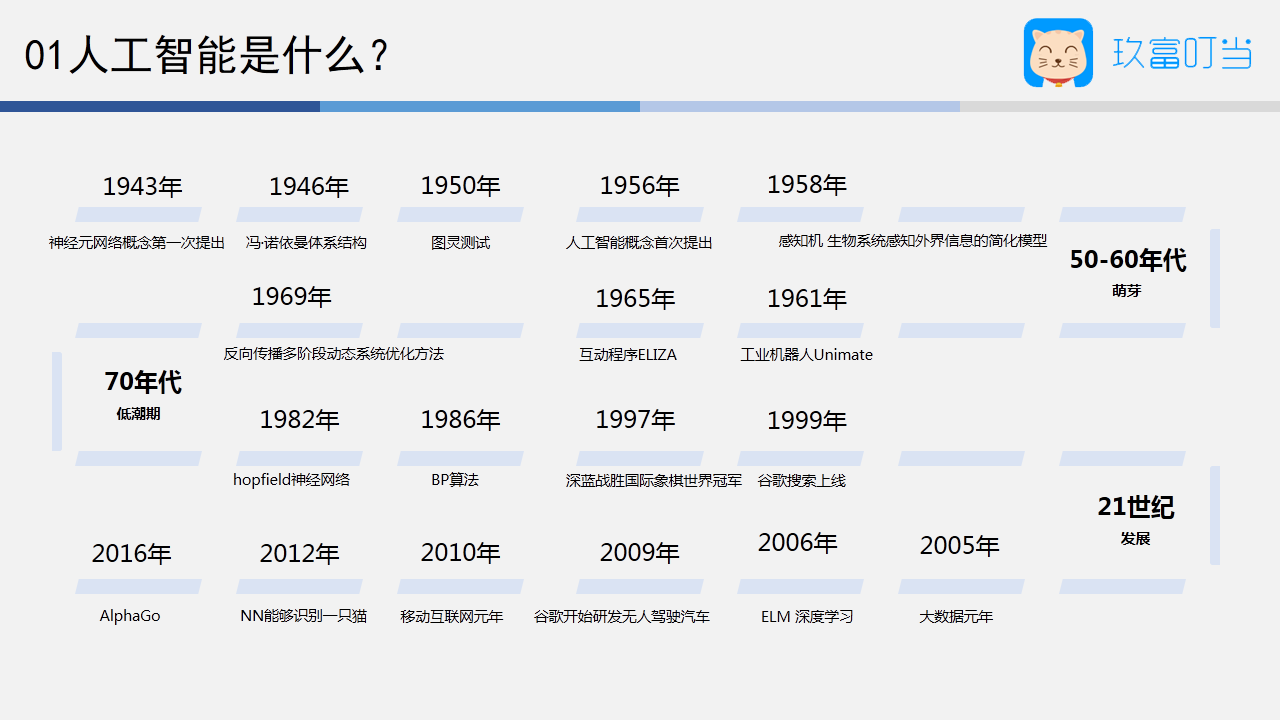 01人工智能是什么？
玖富叮当
1943年
1946年
1950年
1956年
1958年
神经元网络概念第一次提出
冯·诺依曼体系结构
图灵测试
人工智能概念首次提出
感知机 生物系统感知外界信息的简化模型
50-60年代
萌芽
1969年
1965年
1961年
反向传播多阶段动态系统优化方法
互动程序ELIZA
工业机器人Unimate
70年代
低潮期
1982年
1986年
1997年
1999年
hopfield神经网络
BP算法
深蓝战胜国际象棋世界冠军
谷歌搜索上线
21世纪
发展
2016年
2012年
2010年
2009年
2006年
2005年
AlphaGo
NN能够识别一只猫
移动互联网元年
谷歌开始研发无人驾驶汽车
ELM 深度学习
大数据元年